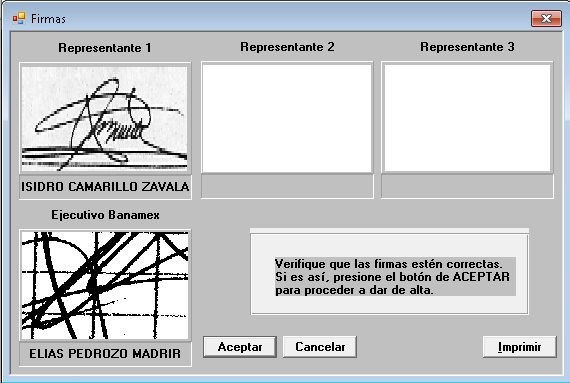 Firmas
Representante 1
Representante 2
Representante 3
ISIDRO CAMARILLO ZAVALA
Ejecutivo Banamex
Verifique que las firmas estén correctas.
Si es así, presione el botón de ACEPTAR
para proceder a dar de alta.
ELIAS PEDROZO MADRIR
Aceptar
Cancelar
Imprimir